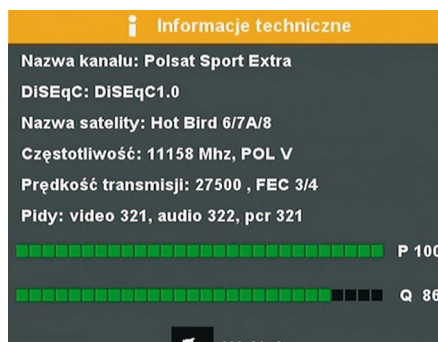 i Informacje techniczne
Nazwa kanału: Polsat Sport Extra
DiSEqC: DiSEqC1.0
Nazwa satelity: Hot Bird 6/7A/8
Częstotliwość: 11158 Mhz, POL V
Prędkość transmisji: 27500 , FEC 3/4
Pidy: video 321, audio 322, pcr 321
P 100
Q 86